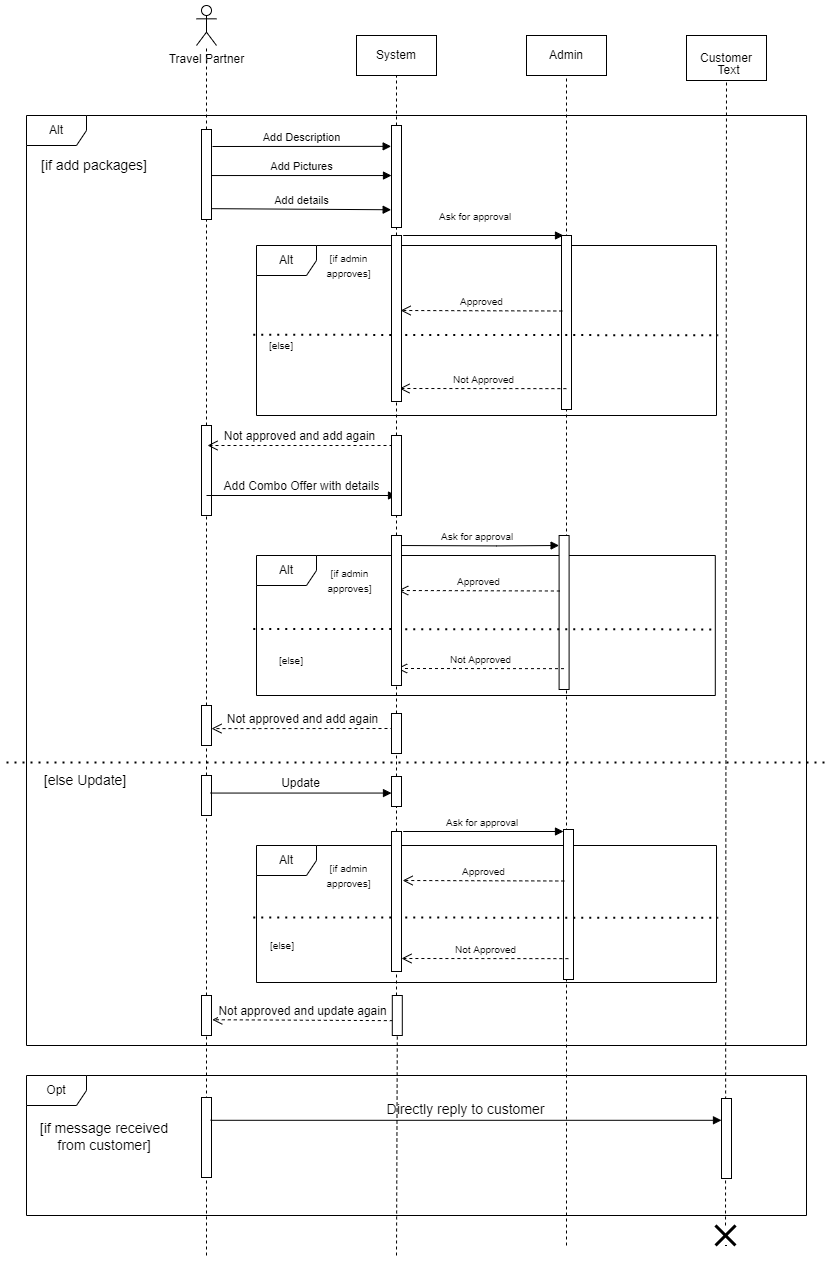 Travel Partner
System
Admin
Customer
Text
Alt
[if add packages]
Add Description
Add Pictures
Add details
Ask for approval
Alt
[if admin
approves]
Approved
[else]
Not Approved
Not approved and add again
Add Combo Offer with details
Ask for approval
Alt
[if admin
approves]
Approved
[else]
Not Approved
Not approved and add again
[else Update]
Update
Ask for approval
Alt
[if admin
approves]
Approved
[else]
Not Approved
Not approved and update again
Opt
[if message received
from customer]
Directly reply to customer